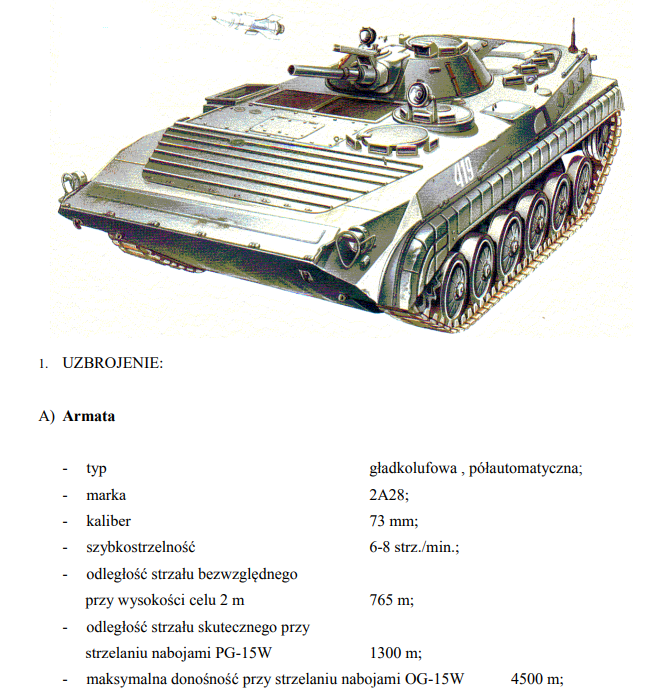 419
1. UZBROJENIE:
A) Armata
- typ gładkolufowa , półautomatyczna;
- marka 2A28;
- kaliber 73 mm;
- szybkostrzelność 6-8 strz./min.;
- odległość strzału bezwzględnego
przy wysokości celu 2 m 765 m;
- odległość strzału skutecznego przy
strzelaniu nabojami PG-15W 1300 m;
- maksymalna donośność przy strzelaniu nabojami OG-15W 4500 m;